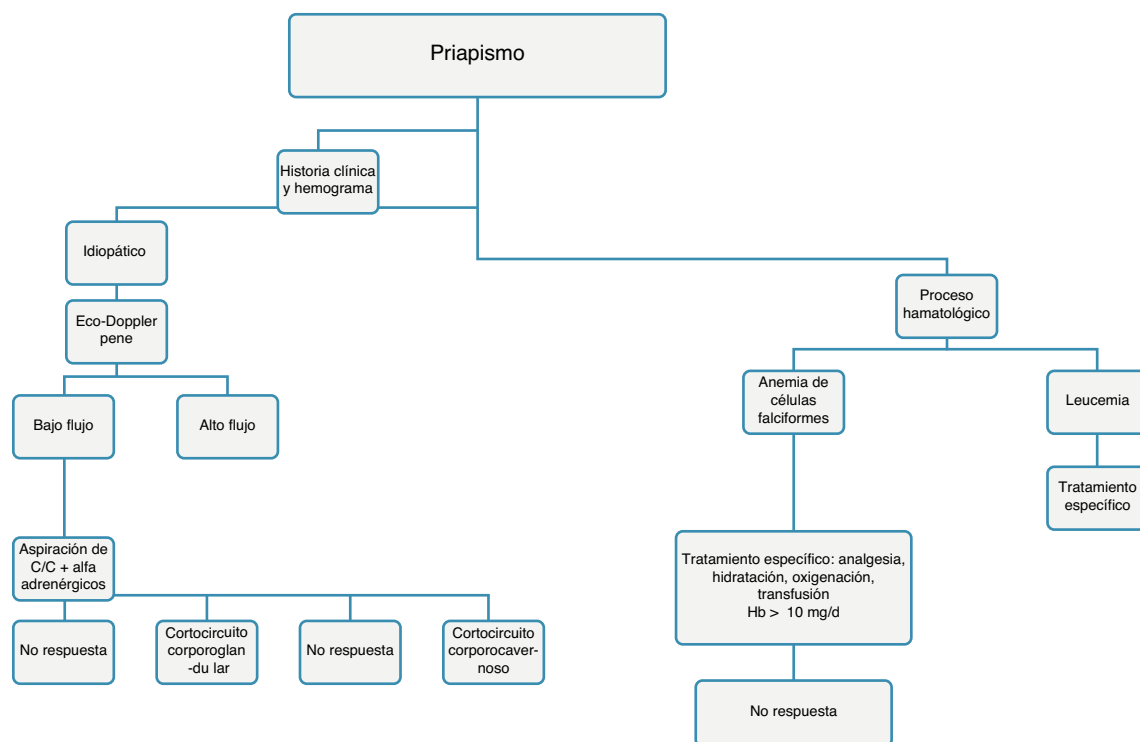 Priapismo
Historia clínica
y hemograma
Idiopático
Eco-Doppler
pene
Bajo flujo
Alto flujo
Aspiración de
C/C + alfa
adrenérgicos
No respuesta
Cortocircuito
corporoglan
-du lar
No respuesta
Cortocircuito
corporocaver-
noso
Proceso
hamatológico
Anemia de
células
falciformes
Leucemia
Tratamiento
específico
Tratamiento específico: analgesia,
hidratación, oxigenación,
transfusión
Hb > 10 mg/d
No respuesta